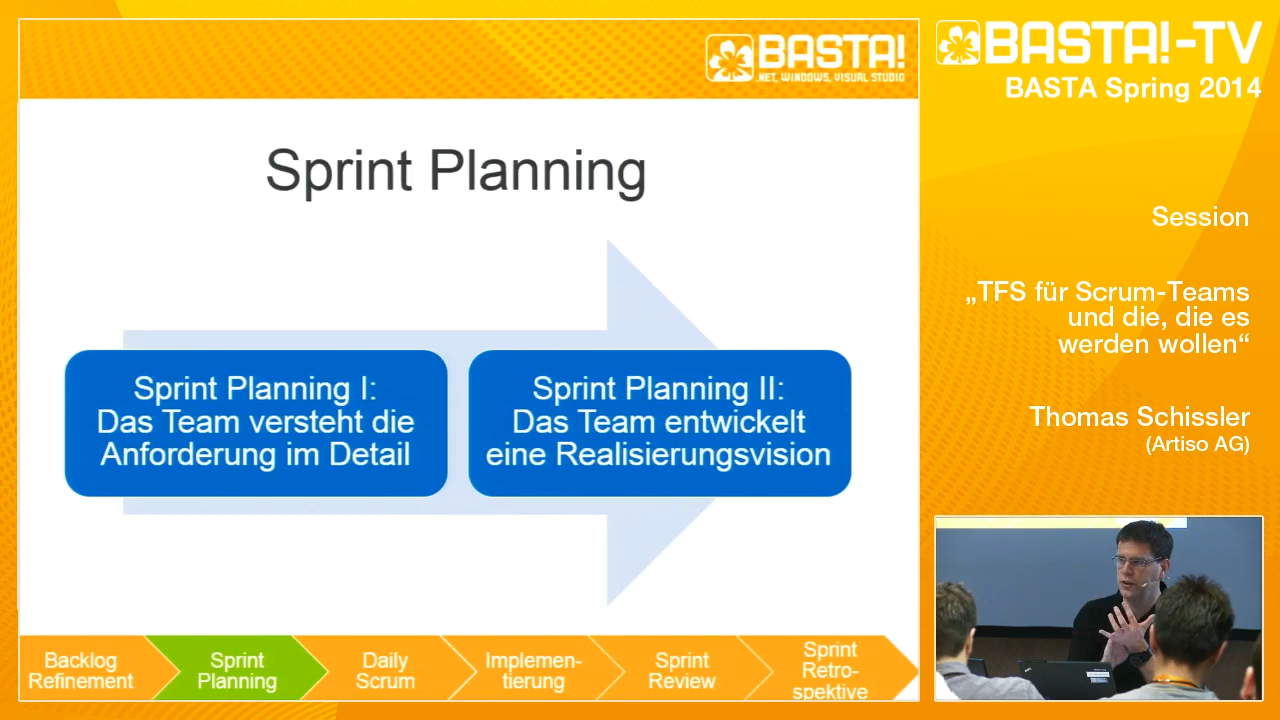 BASTA!
.NET, WINDOWS, VISUAL STUDIO
Sprint Planning
Sprint Planning I:
Das Team versteht die
Anforderung im Detail
Sprint Planning II:
Das Team entwickelt
eine Realisierungsvision
Backlog
Refinement
Sprint
Planning
Daily
Scrum
Implemen-
tierung
Sprint
Review
Sprint
Retro-
spektive
BASTA!-TV
BASTA Spring 2014
Session
„TFS für Scrum-Teams
und die, die es
werden wollen“
Thomas Schissler
(Artiso AG)